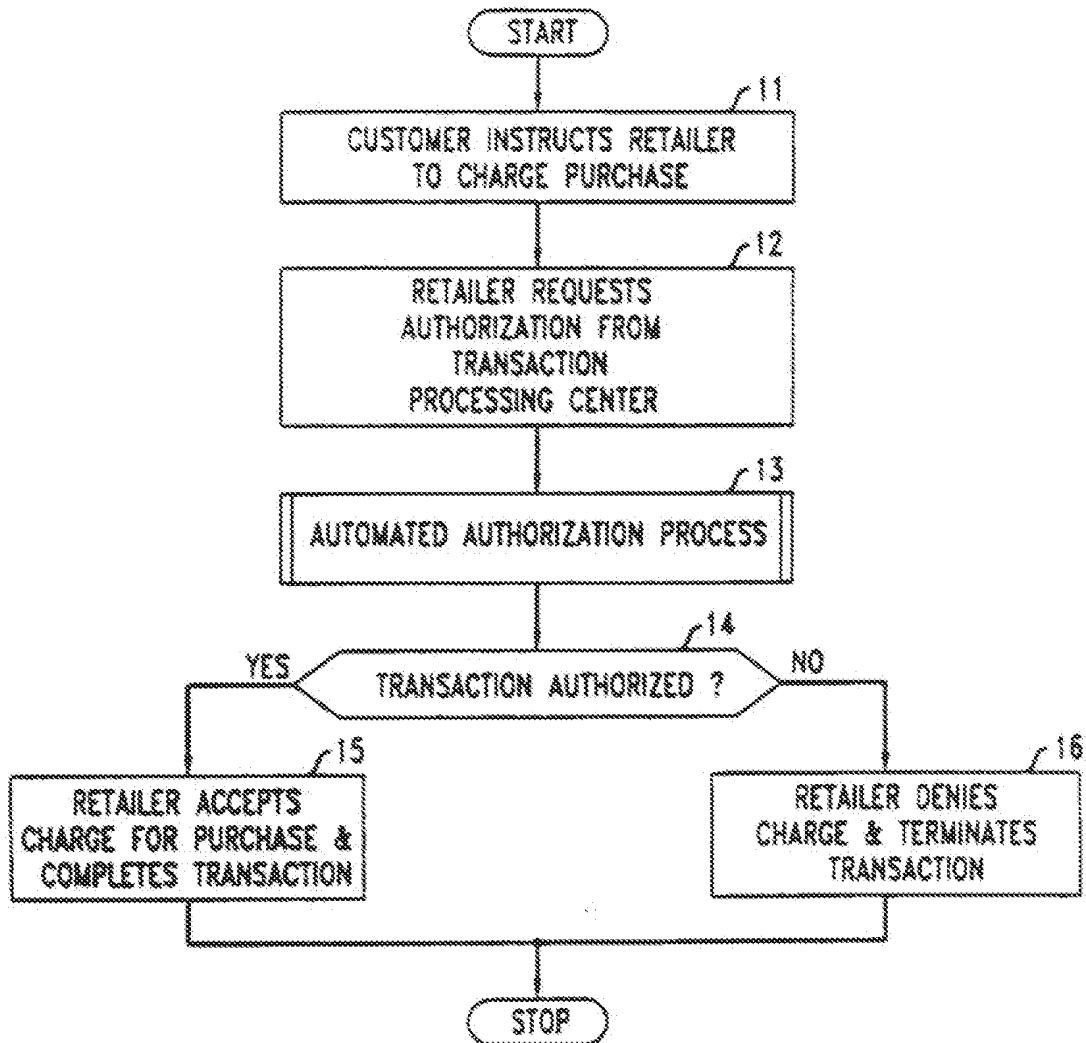 START
11
CUSTOMER INSTRUCTS RETAILER
TO CHARGE PURCHASE
12
RETAILER REQUESTS
AUTHORIZATION FROM
TRANSACTION
PROCESSING CENTER
13
AUTOMATED AUTHORIZATION PROCESS
14
YES
TRANSACTION AUTHORIZED ?
NO
15
RETAILER ACCEPTS
CHARGE FOR PURCHASE &
COMPLETES TRANSACTION
16
RETAILER DENIES
CHARGE & TERMINATES
TRANSACTION
STOP